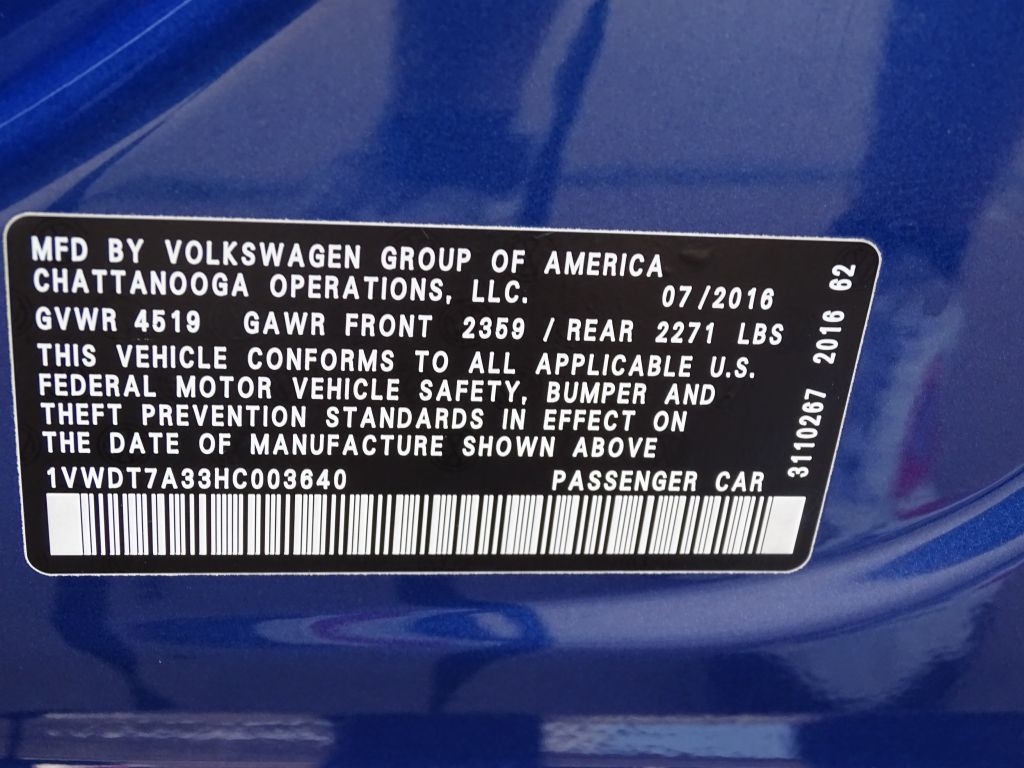 MFD BY VOLKSWAGEN GROUP OF AMERICA
CHATTANOOGA OPERATIONS, LLC. 07/2016
GVWR 4519 GAWR FRONT 2359 / REAR 2271 LBS
THIS VEHICLE CONFORMS TO ALL APPLICABLE U.S.
FEDERAL MOTOR VEHICLE SAFETY, BUMPER AND
THEFT PREVENTION STANDARDS IN EFFECT ON
THE DATE OF MANUFACTURE SHOWN ABOVE
1VWDT7A33HC003640 PASSENGER CAR
3110267 2016 62